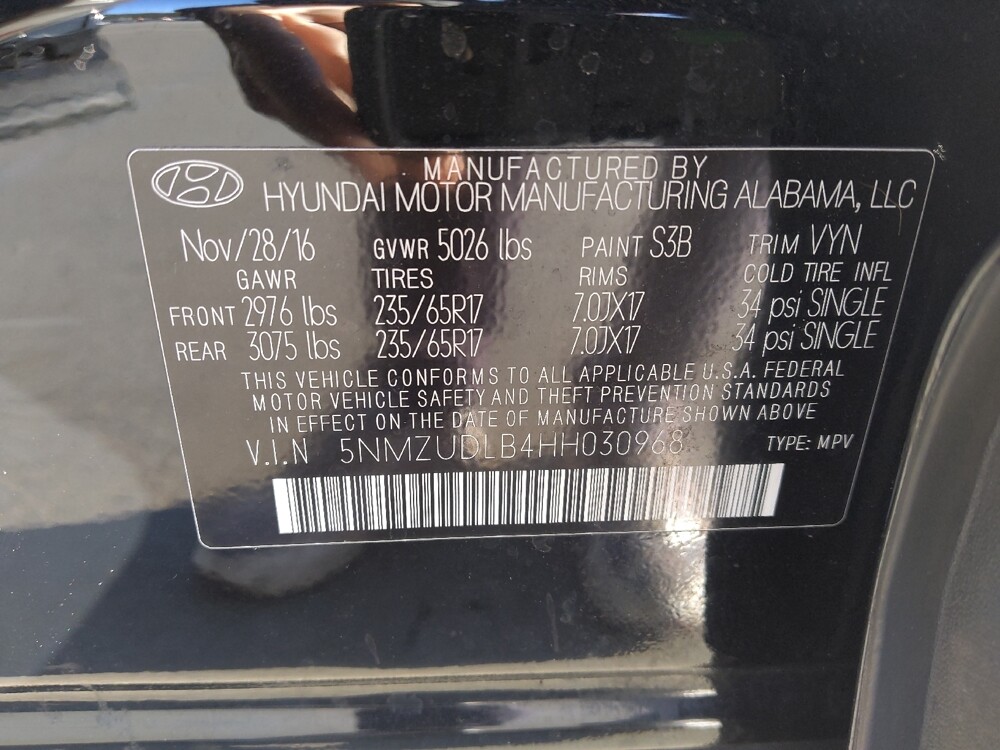 MANUFACTURED BY
HYUNDAI MOTOR MANUFACTURING ALABAMA, LLC
Nov/28/16 GVWR 5026 lbs PAINT S3B TRIM VYN
GAWR TIRES RIMS COLD TIRE INFL
FRONT 2976 lbs 235/65R17 7.0JX17 34 psi SINGLE
REAR 3075 lbs 235/65R17 7.0JX17 34 psi SINGLE
THIS VEHICLE CONFORMS TO ALL APPLICABLE U.S.A. FEDERAL
MOTOR VEHICLE SAFETY AND THEFT PREVENTION STANDARDS
IN EFFECT ON THE DATE OF MANUFACTURE SHOWN ABOVE
V.I.N 5NMZUDLB4HH030968 TYPE: MPV